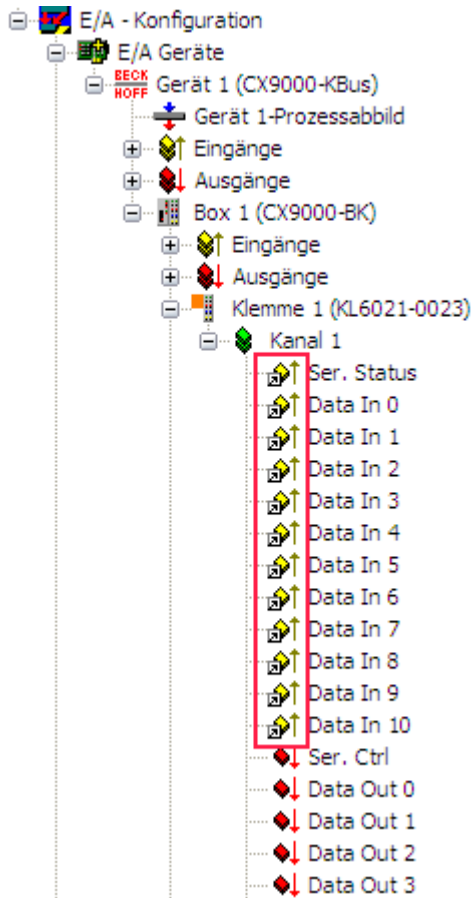 E/A - Konfiguration
E/A Geräte
BECK
HOFF
Gerät 1 (CX9000-KBus)
Gerät 1-Prozessabbild
Eingänge
Ausgänge
Box 1 (CX9000-BK)
Eingänge
Ausgänge
Klemme 1 (KL6021-0023)
Kanal 1
Ser. Status
Data In 0
Data In 1
Data In 2
Data In 3
Data In 4
Data In 5
Data In 6
Data In 7
Data In 8
Data In 9
Data In 10
Ser. Ctrl
Data Out 0
Data Out 1
Data Out 2
Data Out 3